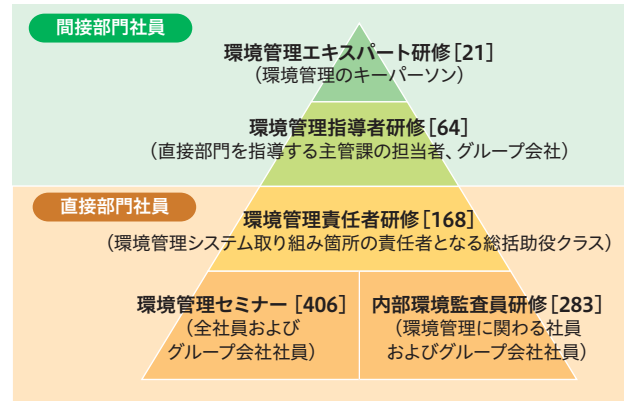 間接部門社員
環境管理エキスパート研修[21]
(環境管理のキーパーソン)
環境管理指導者研修[64]
(直接部門を指導する主管課の担当者、グループ会社)
直接部門社員
環境管理責任者研修[168]
(環境管理システム取り組み箇所の責任者となる総括助役クラス)
環境管理セミナー[406]
(全社員および
グループ会社社員)
内部環境監査員研修[283]
(環境管理に関わる社員
およびグループ会社社員)